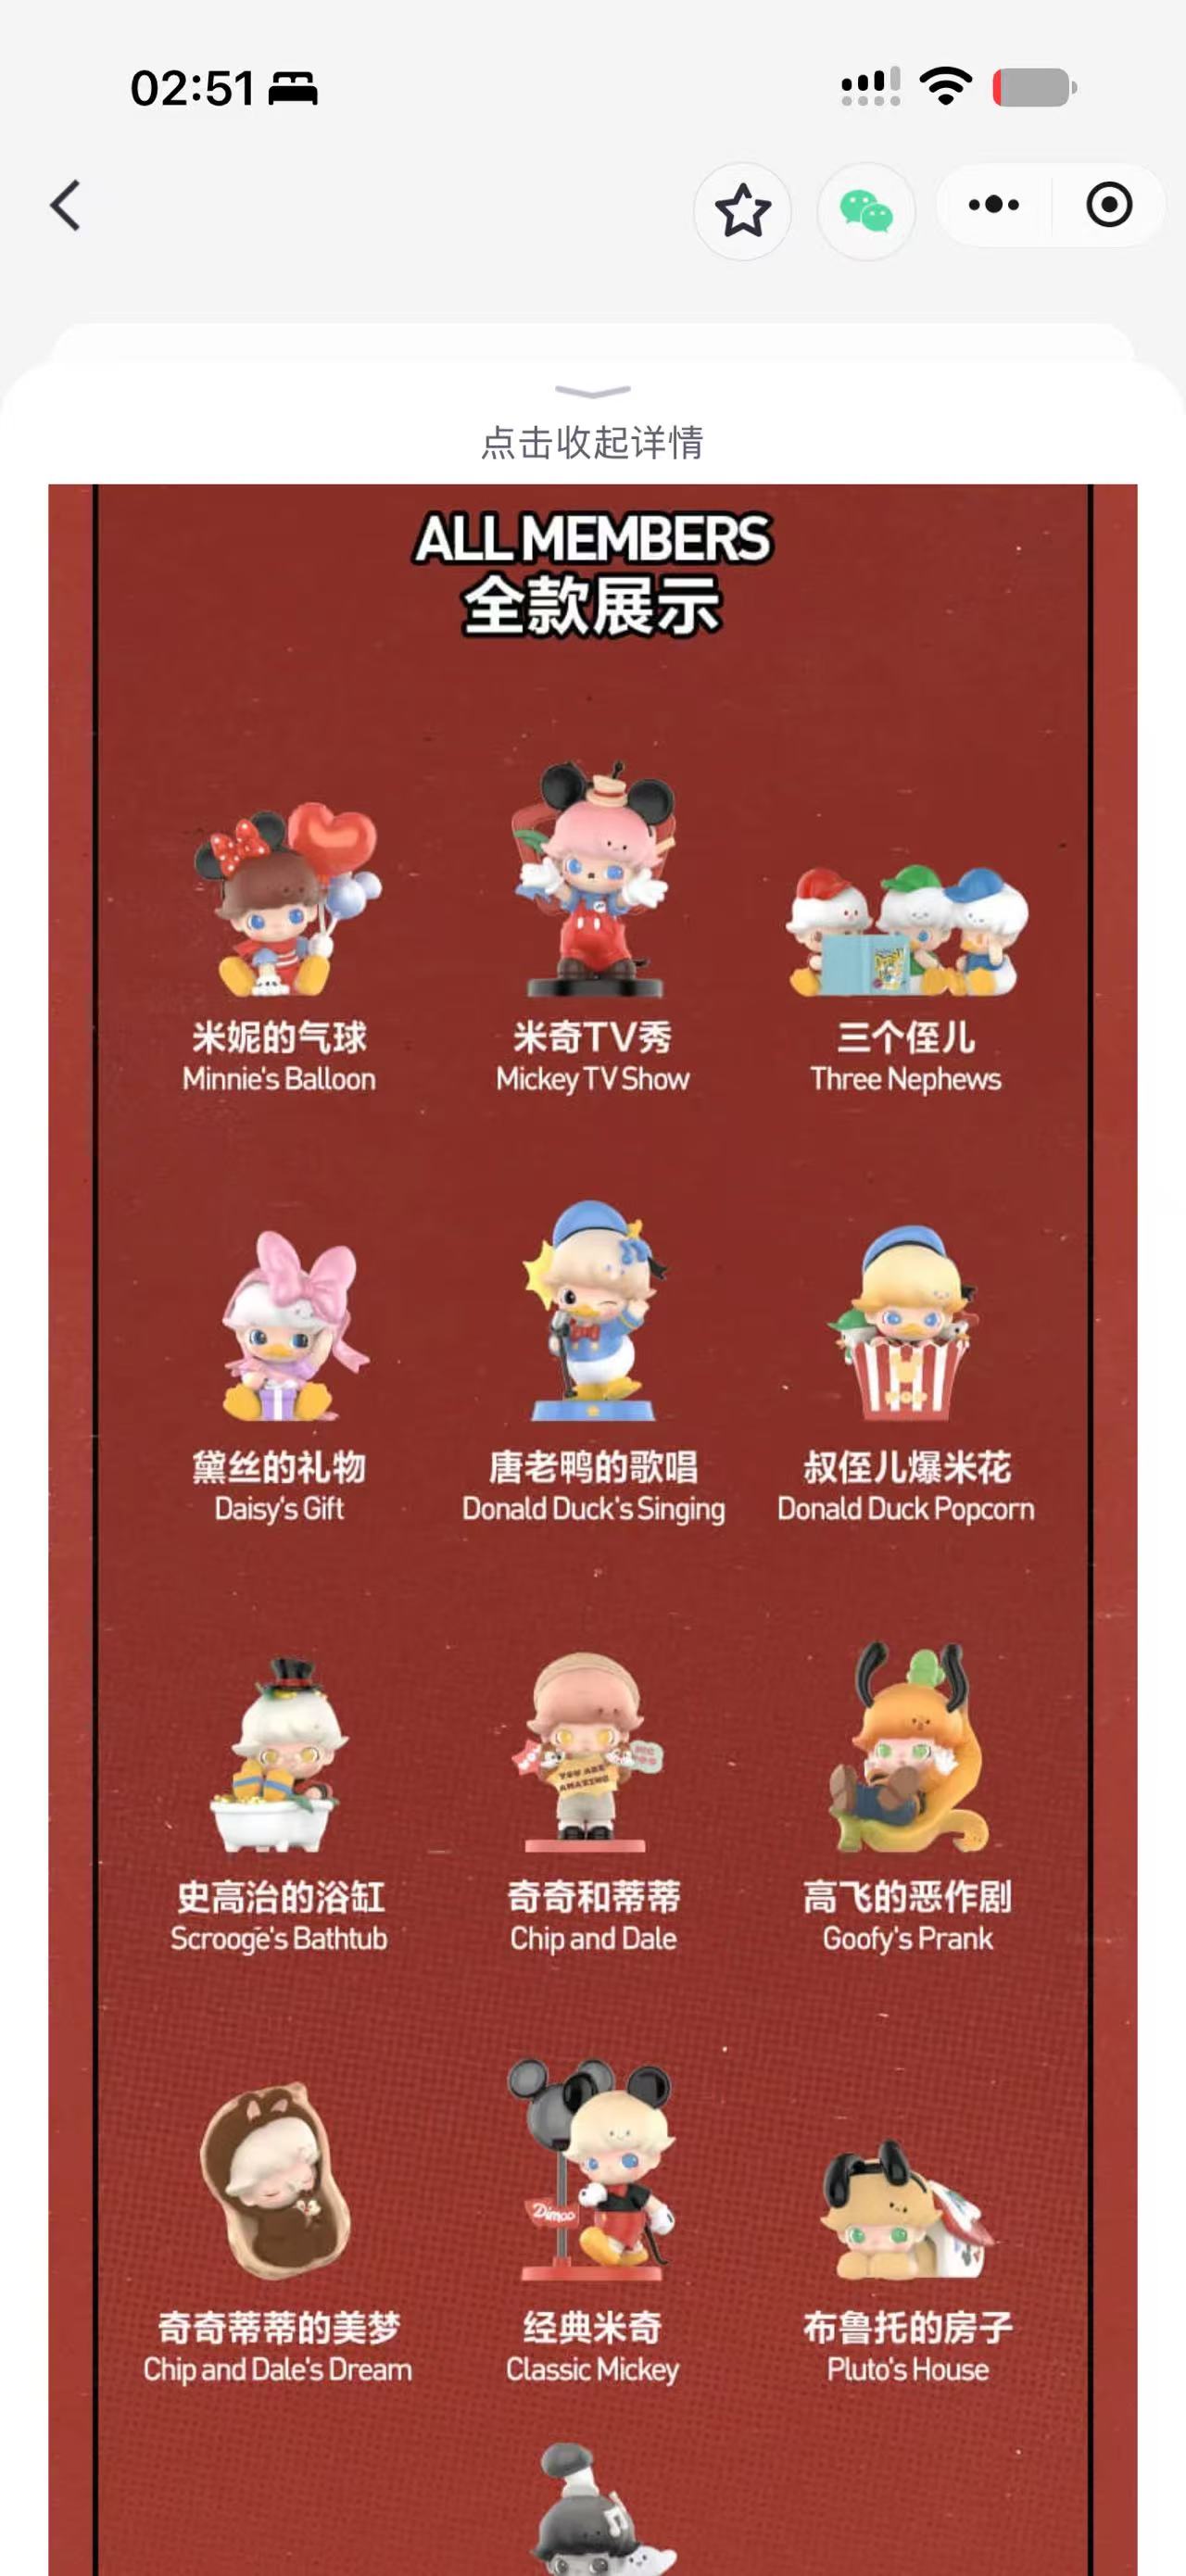 02:51
点击收起详情
ALL MEMBERS
全款展示
米妮的气球
Minnie's Balloon
米奇TV秀
Mickey TV Show
三个侄儿
Three Nephews
黛丝的礼物
Daisy's Gift
唐老鸭的歌唱
Donald Duck's Singing
叔侄儿爆米花
Donald Duck Popcorn
YOU ARE
AMAZING
史高治的浴缸
Scrooge's Bathtub
奇奇和蒂蒂
Chip and Dale
高飞的恶作剧
Goofy's Prank
Dimoo
奇奇蒂蒂的美梦
Chip and Dale's Dream
经典米奇
Classic Mickey
布鲁托的房子
Pluto's House